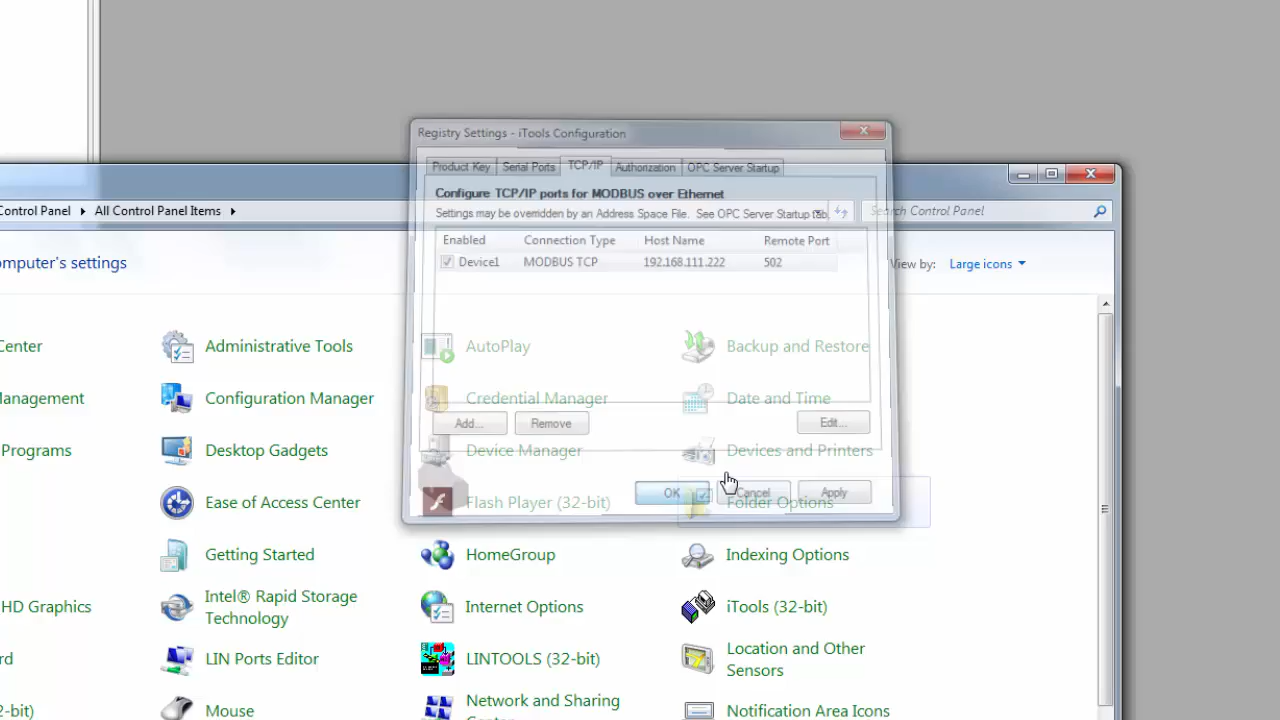 Registry Settings - iTools Configuration
Product Key
Serial Ports
TCP/IP
Authorization
OPC Server Startup
Configure TCP/IP ports for MODBUS over Ethernet
Settings may be overridden by an Address Space File. See OPC Server Startup tab.
Enabled Connection Type Host Name Remote Port
Device1 MODBUS TCP 192.168.111.222 502
Add...
Remove
Edit...
OK
Cancel
Apply
Control Panel
All Control Panel Items
Search Control Panel
omputer's settings
View by: Large icons
Center
Administrative Tools
AutoPlay
Backup and Restore
Management
Configuration Manager
Credential Manager
Date and Time
Programs
Desktop Gadgets
Device Manager
Devices and Printers
Ease of Access Center
Flash Player (32-bit)
Folder Options
Getting Started
HomeGroup
Indexing Options
HD Graphics
Intel® Rapid Storage
Technology
Internet Options
iTools (32-bit)
rd
LIN Ports Editor
LINTOOLS (32-bit)
Location and Other
Sensors
-bit)
Mouse
Network and Sharing
Notification Area Icons